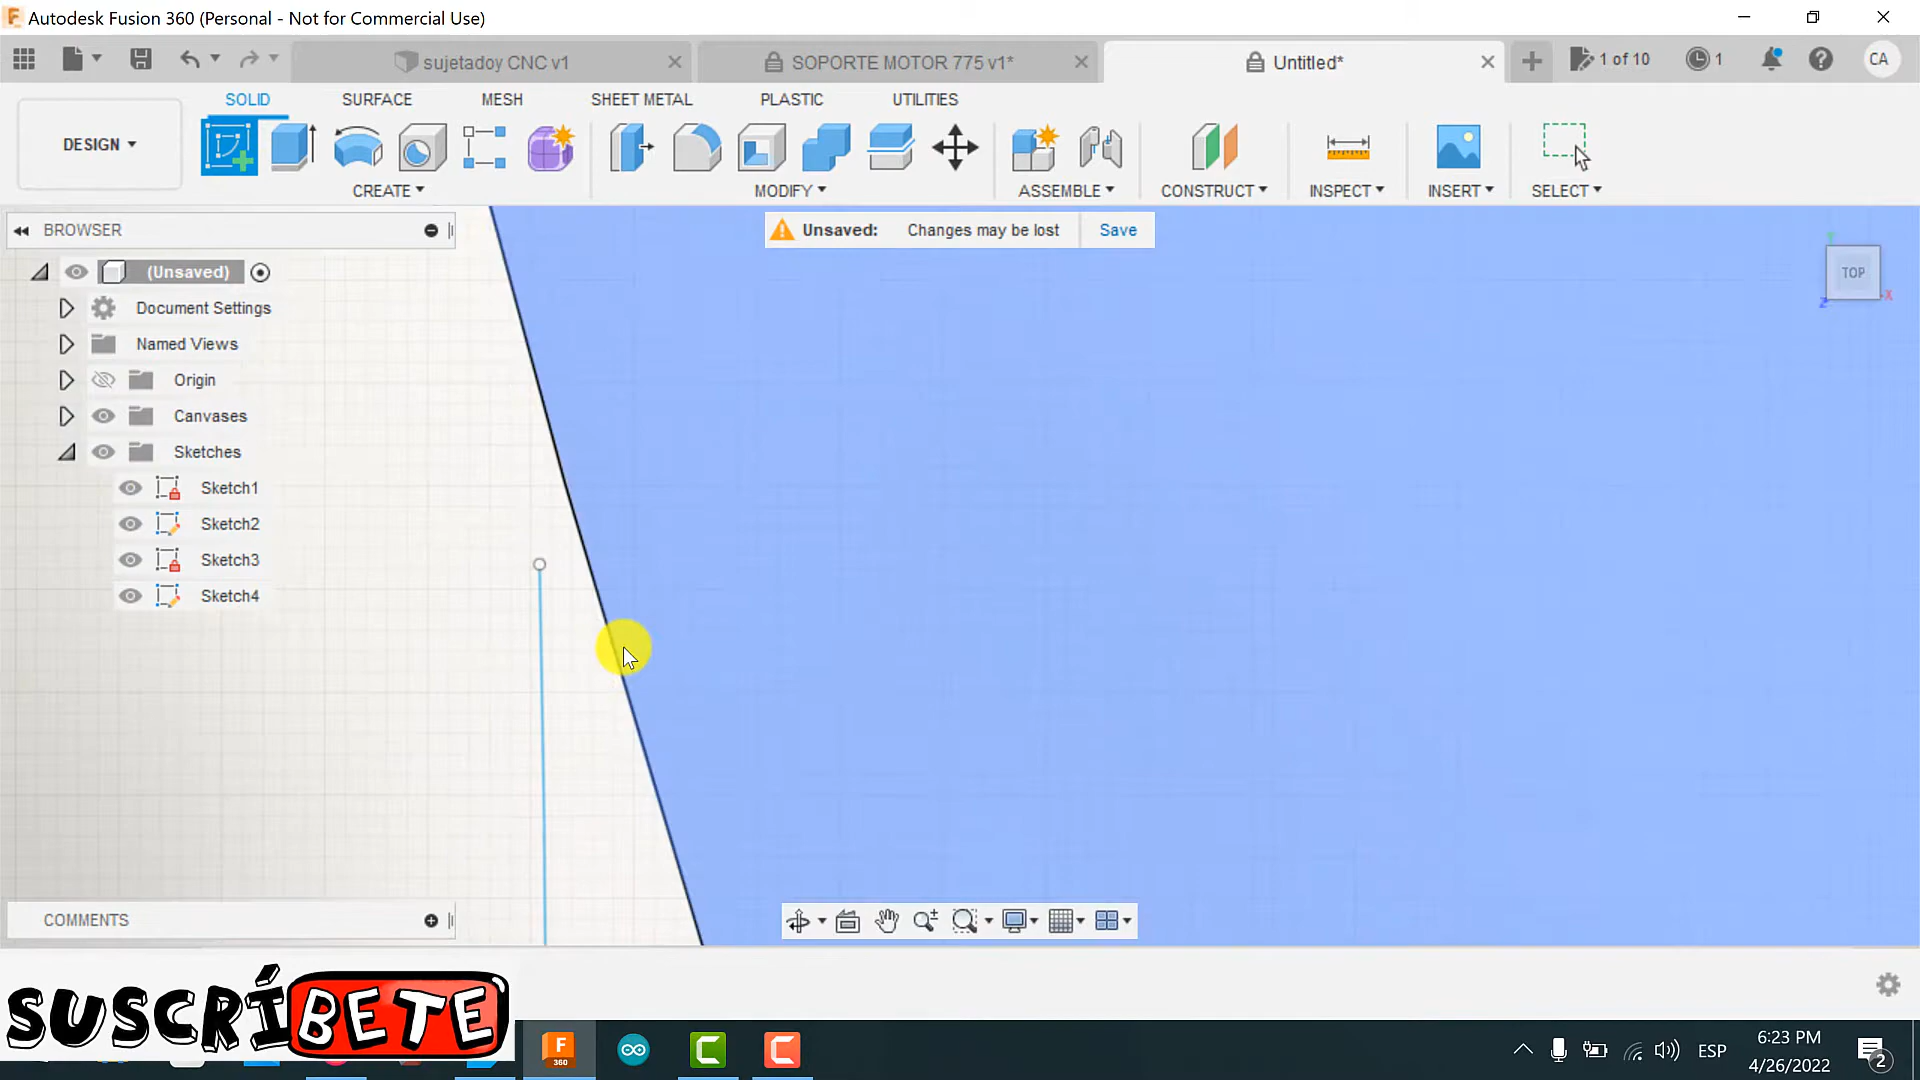 Autodesk Fusion 360 (Personal - Not for Commercial Use)
sujetadoy CNC v1
SOPORTE MOTOR 775 v1*
Untitled*
1 of 10
1
CA
DESIGN
SOLID
SURFACE
MESH
SHEET METAL
PLASTIC
UTILITIES
CREATE
MODIFY
ASSEMBLE
CONSTRUCT
INSPECT
INSERT
SELECT
BROWSER
Unsaved: Changes may be lost Save
(Unsaved)
Document Settings
Named Views
Origin
Canvases
Sketches
Sketch1
Sketch2
Sketch3
Sketch4
TOP
Y
X
Z
COMMENTS
SUSCRÍBETE
F
360
ESP
6:23 PM
4/26/2022
2